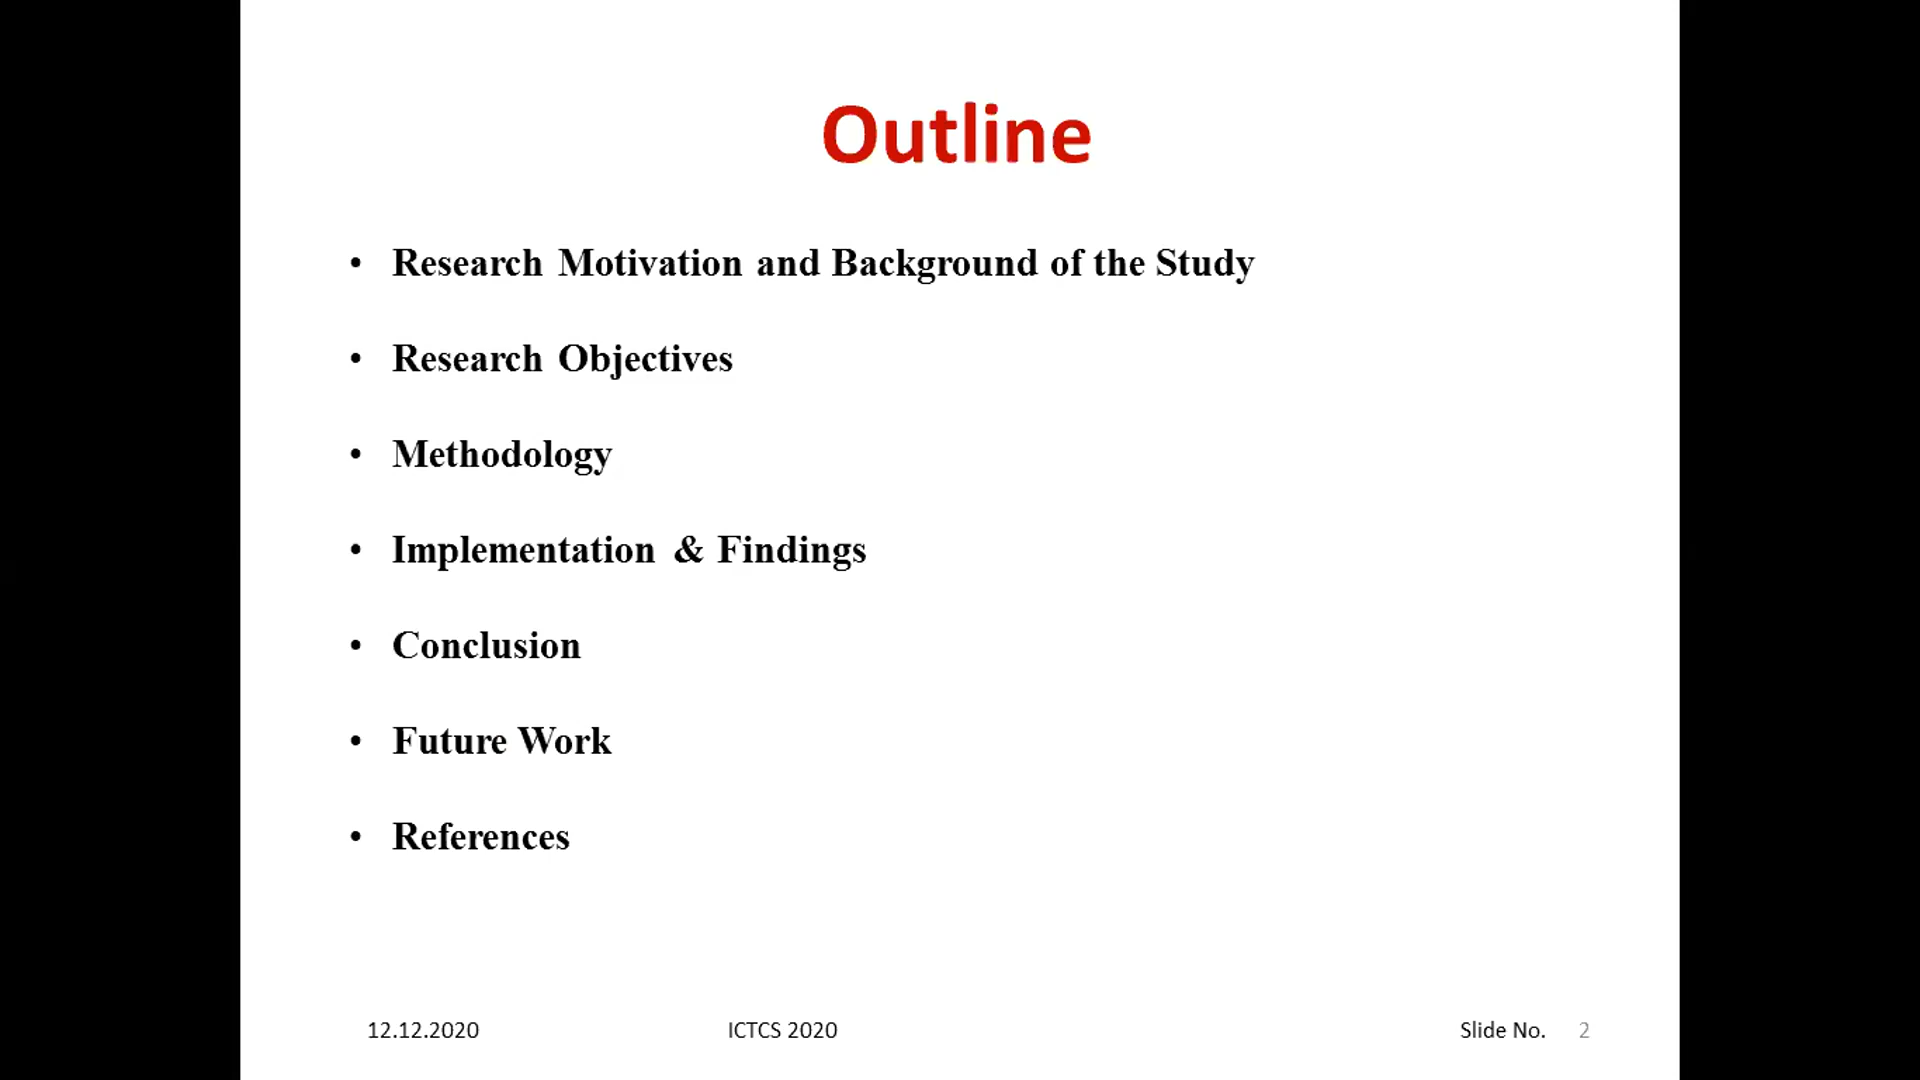 Outline
• Research Motivation and Background of the Study
• Research Objectives
• Methodology
• Implementation & Findings
• Conclusion
• Future Work
• References
12.12.2020 ICTCS 2020 Slide No. 2